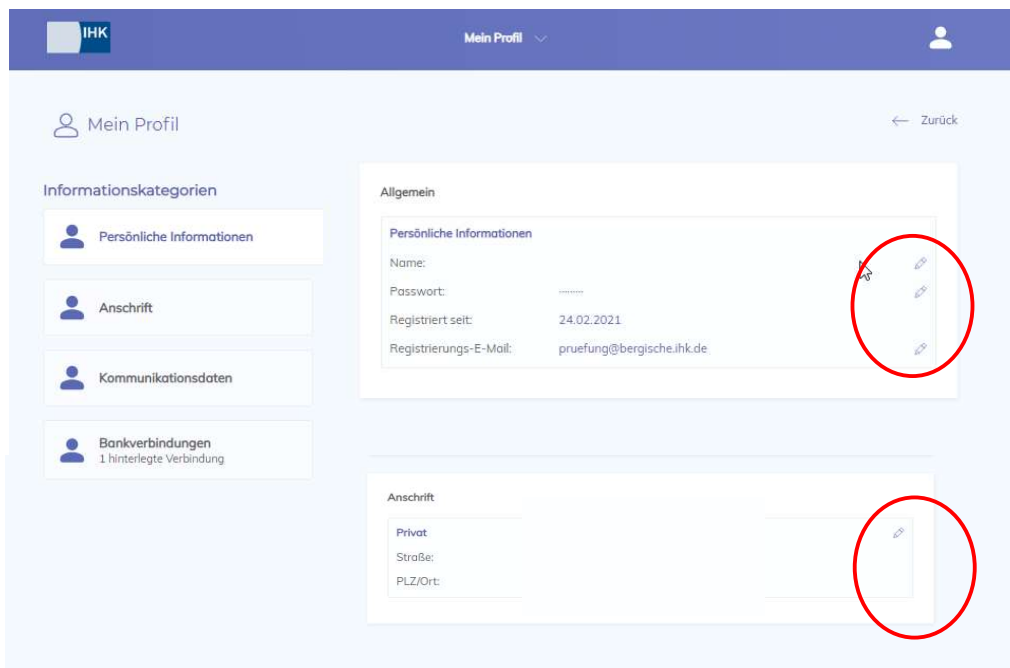 IHK
Mein Profil
Mein Profil
Zurück
Informationskategorien
Persönliche Informationen
Anschrift
Kommunikationsdaten
Bankverbindungen
1 hinterlegte Verbindung
Allgemein
Persönliche Informationen
Name:
Passwort: ·········
Registriert seit: 24.02.2021
Registrierungs-E-Mail: pruefung@bergische.ihk.de
Anschrift
Privat
Straße:
PLZ/Ort: